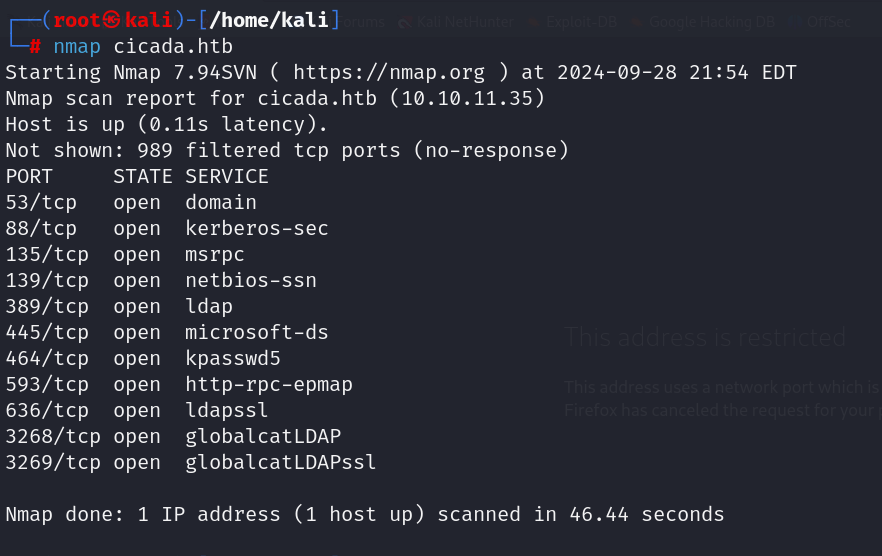 orums Kali NetHunter Exploit-DB Google Hacking DB OffSec
┌──(root㉿kali)-[/home/kali]
└─# nmap cicada.htb
Starting Nmap 7.94SVN ( https://nmap.org ) at 2024-09-28 21:54 EDT
Nmap scan report for cicada.htb (10.10.11.35)
Host is up (0.11s latency).
Not shown: 989 filtered tcp ports (no-response)
PORT     STATE SERVICE
53/tcp   open  domain
88/tcp   open  kerberos-sec
135/tcp  open  msrpc
139/tcp  open  netbios-ssn
389/tcp  open  ldap
445/tcp  open  microsoft-ds
464/tcp  open  kpasswd5
593/tcp  open  http-rpc-epmap
636/tcp  open  ldapssl
3268/tcp open  globalcatLDAP
3269/tcp open  globalcatLDAPssl
Nmap done: 1 IP address (1 host up) scanned in 46.44 seconds
This address is restricted
This address uses a network port which is
Firefox has canceled the request for your